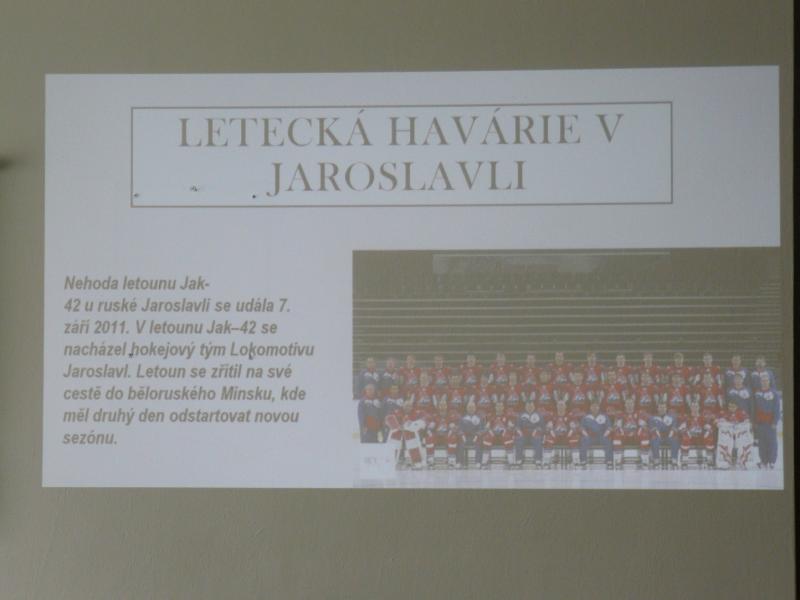 LETECKÁ HAVÁRIE V
JAROSLAVLI
Nehoda letounu Jak-
42 u ruské Jaroslavli se udála 7.
září 2011. V letounu Jak–42 se
nacházel hokejový tým Lokomotivu
Jaroslavl. Letoun se zřítil na své
cestě do běloruského Minsku, kde
měl druhý den odstartovat novou
sezónu.